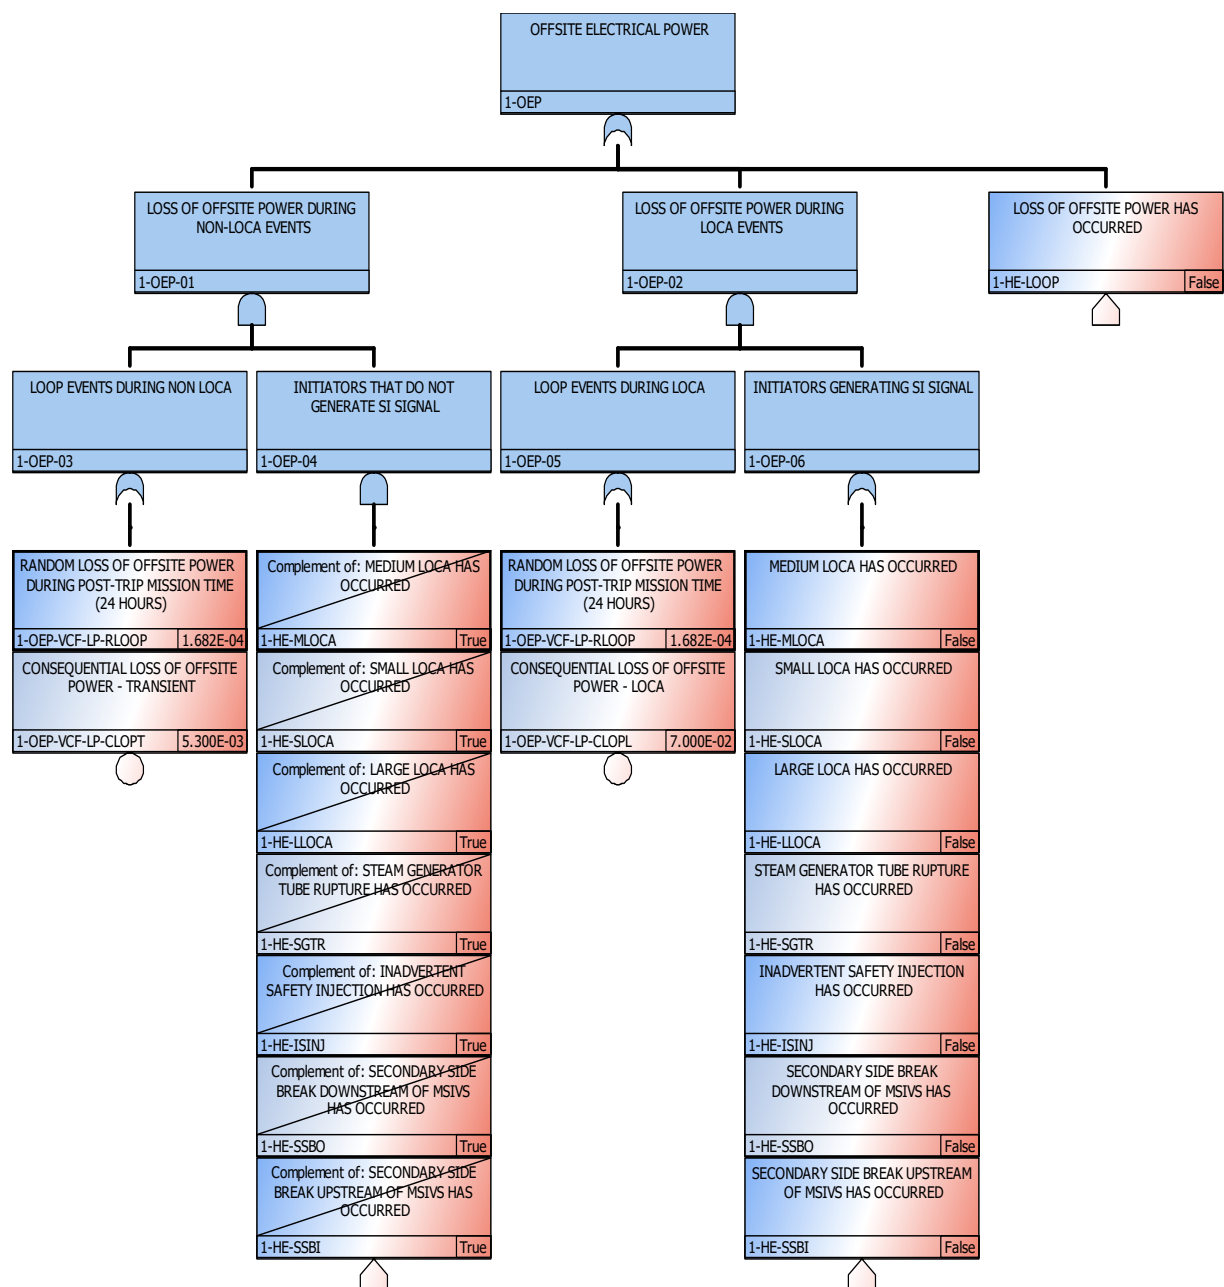 OFFSITE ELECTRICAL POWER
1-OEP
LOSS OF OFFSITE POWER DURING
NON-LOCA EVENTS
1-OEP-01
LOSS OF OFFSITE POWER DURING
LOCA EVENTS
1-OEP-02
LOSS OF OFFSITE POWER HAS
OCCURRED
1-HE-LOOP False
LOOP EVENTS DURING NON LOCA
1-OEP-03
INITIATORS THAT DO NOT
GENERATE SI SIGNAL
1-OEP-04
LOOP EVENTS DURING LOCA
1-OEP-05
INITIATORS GENERATING SI SIGNAL
1-OEP-06
RANDOM LOSS OF OFFSITE POWER
DURING POST-TRIP MISSION TIME
(24 HOURS)
1-OEP-VCF-LP-RLOOP 1.682E-04
CONSEQUENTIAL LOSS OF OFFSITE
POWER - TRANSIENT
1-OEP-VCF-LP-CLOPT 5.300E-03
Complement of: MEDIUM LOCA HAS
OCCURRED
1-HE-MLOCA True
Complement of: SMALL LOCA HAS
OCCURRED
1-HE-SLOCA True
Complement of: LARGE LOCA HAS
OCCURRED
1-HE-LLOCA True
Complement of: STEAM GENERATOR
TUBE RUPTURE HAS OCCURRED
1-HE-SGTR True
Complement of: INADVERTENT
SAFETY INJECTION HAS OCCURRED
1-HE-ISINJ True
Complement of: SECONDARY SIDE
BREAK DOWNSTREAM OF MSIVS
HAS OCCURRED
1-HE-SSBO True
Complement of: SECONDARY SIDE
BREAK UPSTREAM OF MSIVS HAS
OCCURRED
1-HE-SSBI True
RANDOM LOSS OF OFFSITE POWER
DURING POST-TRIP MISSION TIME
(24 HOURS)
1-OEP-VCF-LP-RLOOP 1.682E-04
CONSEQUENTIAL LOSS OF OFFSITE
POWER - LOCA
1-OEP-VCF-LP-CLOPL 7.000E-02
MEDIUM LOCA HAS OCCURRED
1-HE-MLOCA False
SMALL LOCA HAS OCCURRED
1-HE-SLOCA False
LARGE LOCA HAS OCCURRED
1-HE-LLOCA False
STEAM GENERATOR TUBE RUPTURE
HAS OCCURRED
1-HE-SGTR False
INADVERTENT SAFETY INJECTION
HAS OCCURRED
1-HE-ISINJ False
SECONDARY SIDE BREAK
DOWNSTREAM OF MSIVS HAS
OCCURRED
1-HE-SSBO False
SECONDARY SIDE BREAK UPSTREAM
OF MSIVS HAS OCCURRED
1-HE-SSBI False